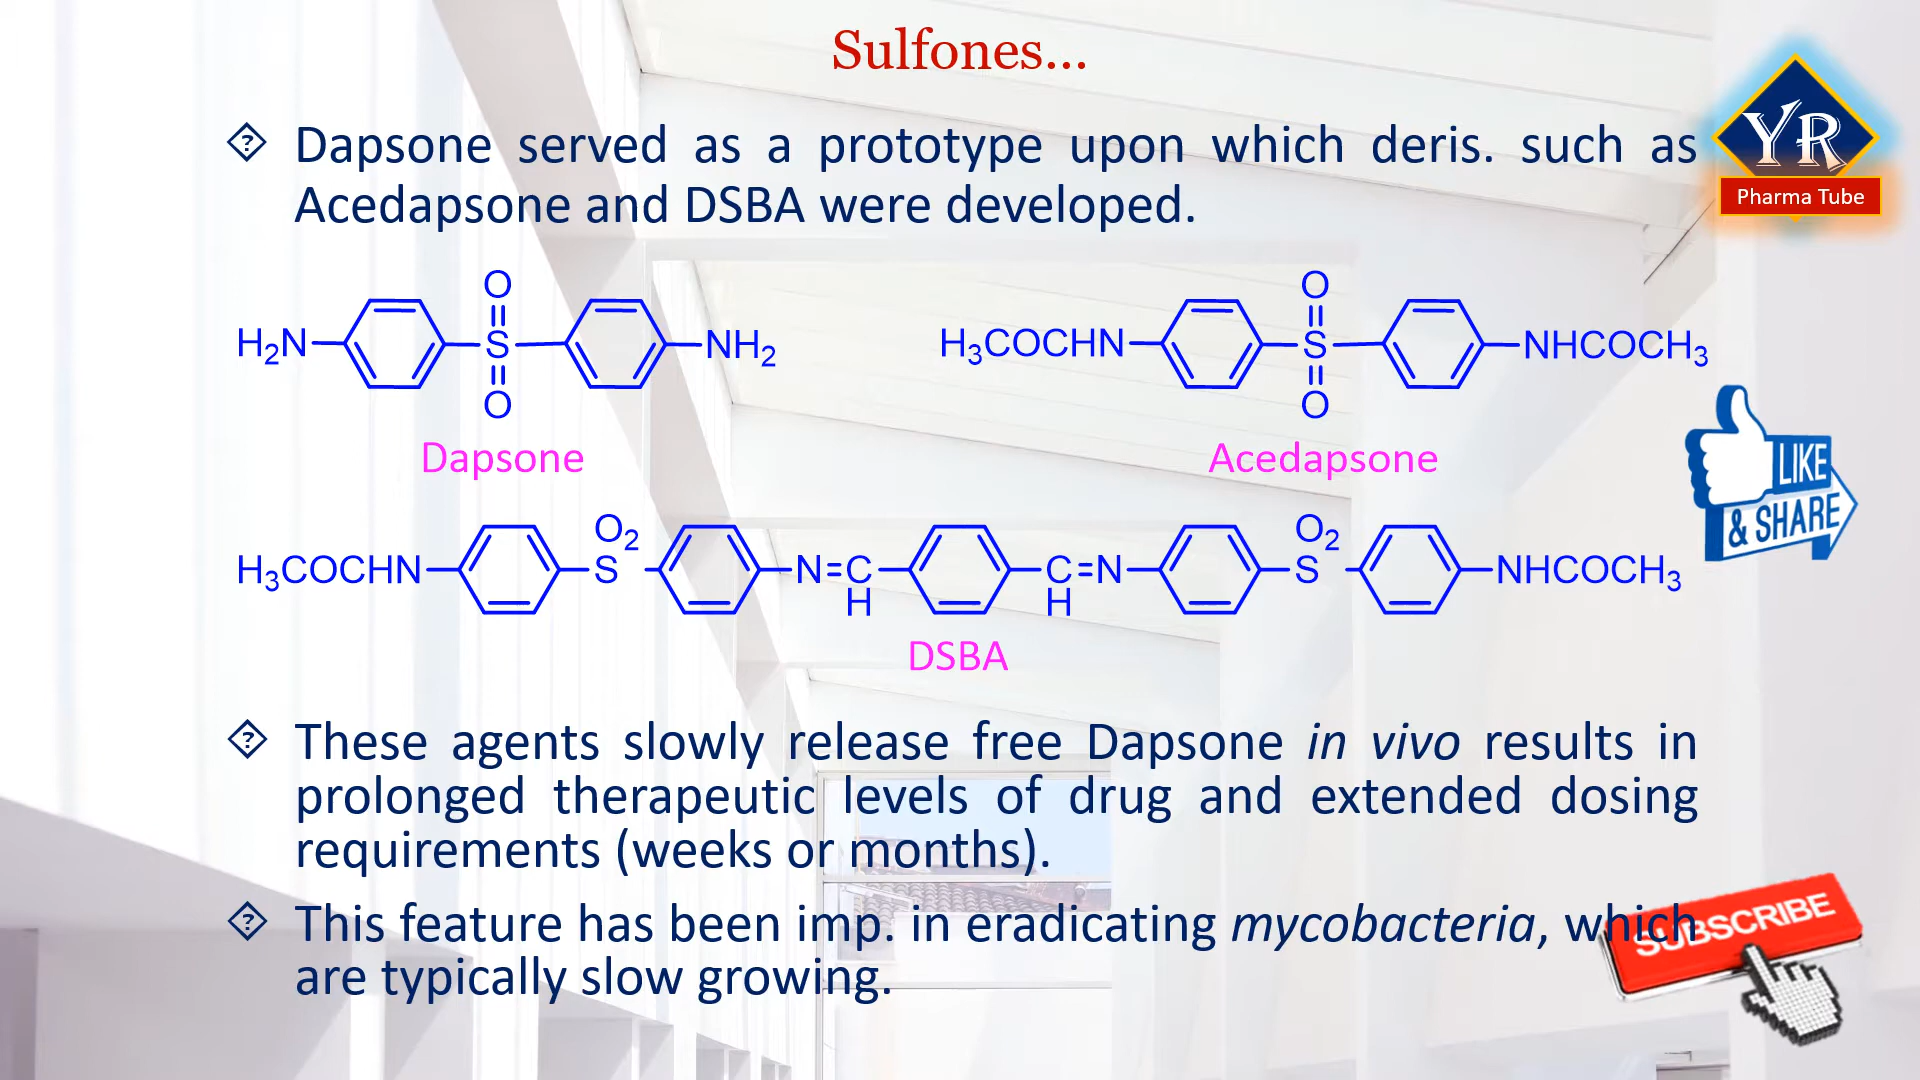 Sulfones...
Dapsone served as a prototype upon which deris. such as
Acedapsone and DSBA were developed.
YR
Pharma Tube
H2N S O O NH2
Dapsone
H3COCHN S O O NHCOCH3
Acedapsone
LIKE
& SHARE
H3COCHN SO2 N=C H C=N H SO2 NHCOCH3
DSBA
These agents slowly release free Dapsone in vivo results in
prolonged therapeutic levels of drug and extended dosing
requirements (weeks or months).
This feature has been imp. in eradicating mycobacteria, which
are typically slow growing.
SUBSCRIBE